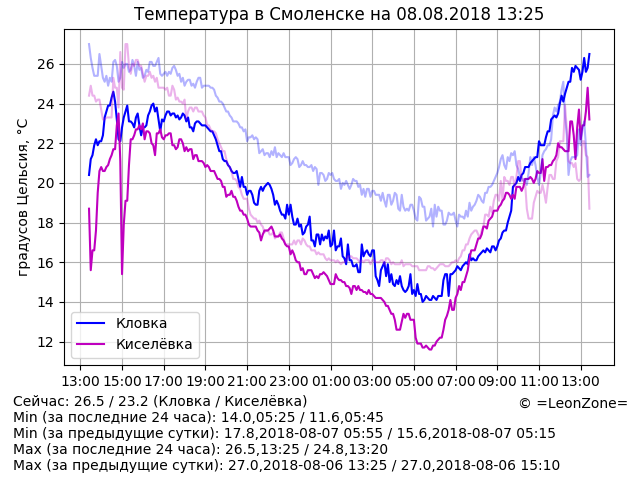 Температура в Смоленске на 08.08.2018 13:25
градусов Цельсия, °C
26
24
22
20
18
16
14
12
Кловка
Киселёвка
13:00 15:00 17:00 19:00 21:00 23:00 01:00 03:00 05:00 07:00 09:00 11:00 13:00
Сейчас: 26.5 / 23.2 (Кловка / Киселёвка)
© =LeonZone=
Min (за последние 24 часа): 14.0,05:25 / 11.6,05:45
Min (за предыдущие сутки): 17.8,2018-08-07 05:55 / 15.6,2018-08-07 05:15
Max (за последние 24 часа): 26.5,13:25 / 24.8,13:20
Max (за предыдущие сутки): 27.0,2018-08-06 13:25 / 27.0,2018-08-06 15:10